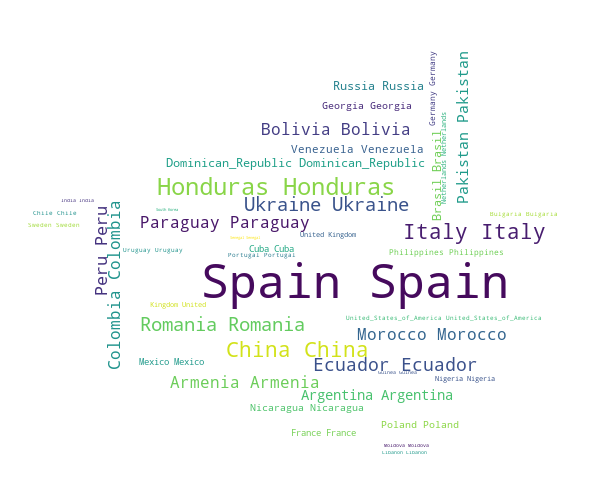 Russia Russia
Germany Germany
Pakistan Pakistan
Georgia Georgia
Bolivia Bolivia
Brasil Brasil
Netherlands Netherlands
Venezuela Venezuela
Dominican_Republic Dominican_Republic
Honduras Honduras
India India
Ukraine Ukraine
South Korea
Chile Chile
Bulgaria Bulgaria
Sweden Sweden
Paraguay Paraguay
Italy Italy
Peru Peru
Colombia Colombia
United Kingdom
Uruguay Uruguay
Cuba Cuba
Portugal Portugal
Philippines Philippines
Spain Spain
Kingdom United
United_States_of_America United_States_of_America
Romania Romania
Morocco Morocco
China China
Mexico Mexico
Ecuador Ecuador
Guinea Guinea
Nigeria Nigeria
Armenia Armenia
Argentina Argentina
Nicaragua Nicaragua
Poland Poland
France France
Moldova Moldova
Libanon Libanon